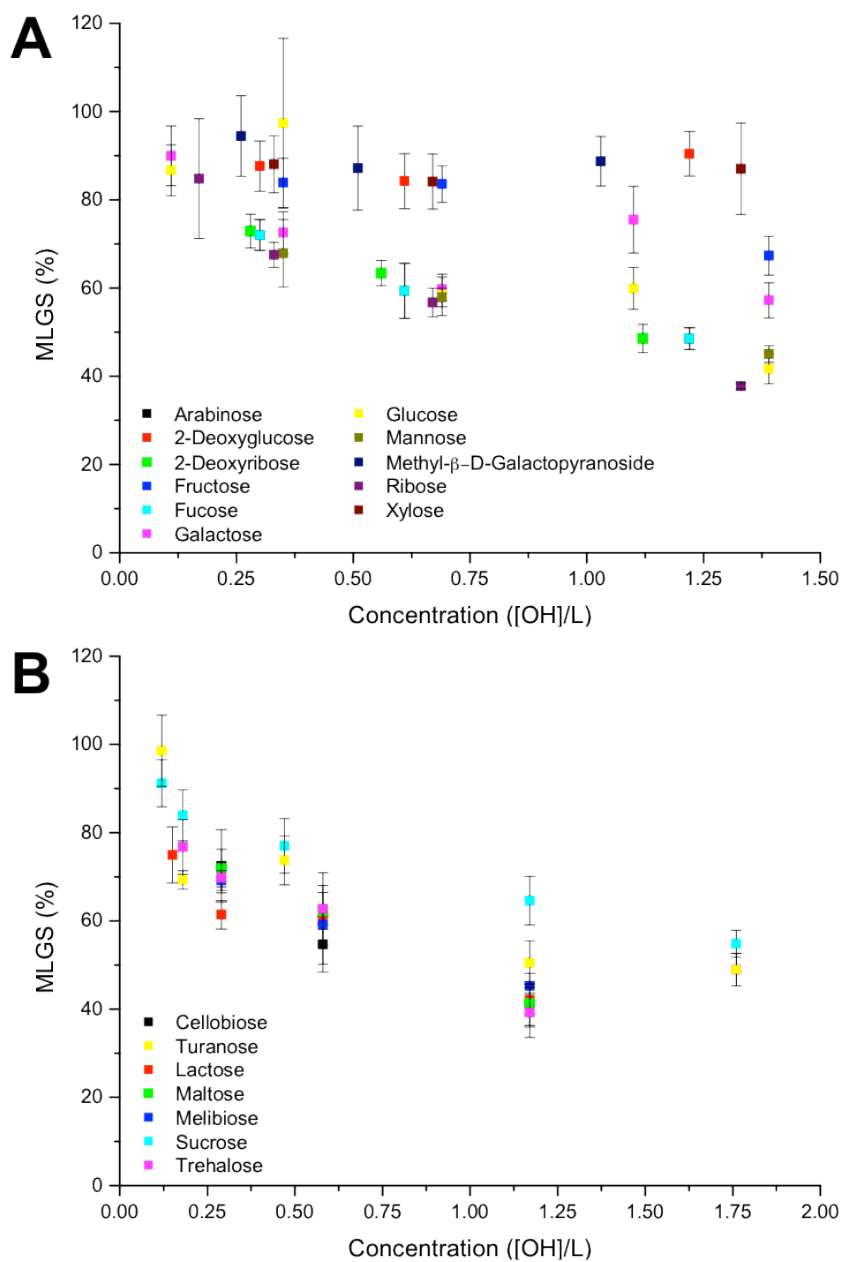 A
120
100
80
60
40
20
0
MLGS (%)
Arabinose
2-Deoxyglucose
2-Deoxyribose
Fructose
Fucose
Galactose
Glucose
Mannose
Methyl-β-D-Galactopyranoside
Ribose
Xylose
0.00 0.25 0.50 0.75 1.00 1.25 1.50
Concentration ([OH]/L)
B
120
100
80
60
40
20
0
MLGS (%)
Cellobiose
Turanose
Lactose
Maltose
Melibiose
Sucrose
Trehalose
0.00 0.25 0.50 0.75 1.00 1.25 1.50 1.75 2.00
Concentration ([OH]/L)